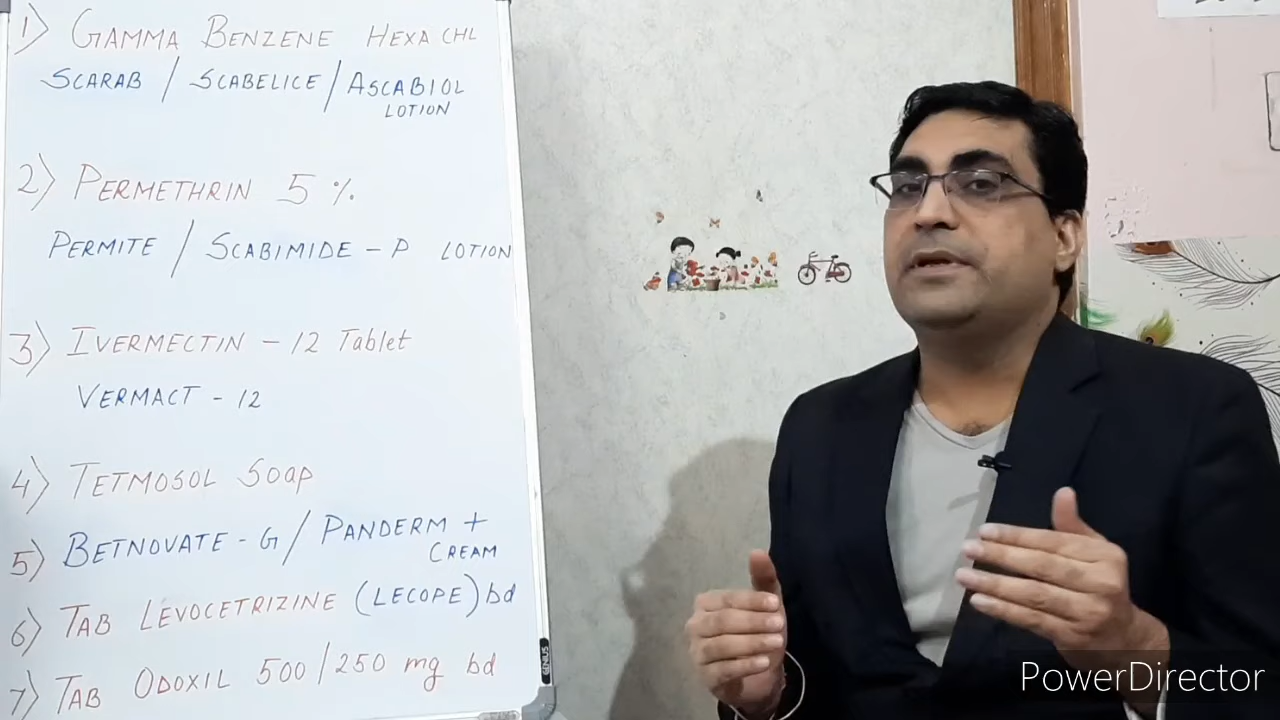 1) GAMMA BENZENE HEXA CHL
SCARAB / SCABELICE / ASCABIOL
LOTION
2) PERMETHRIN 5 %
PERMITE / SCABIMIDE - P LOTION
3) IVERMECTIN - 12 Tablet
VERMACT - 12
4) TETMOSOL SOAP
5) BETNOVATE - G / PANDERM +
CREAM
6) TAB LEVOCETRIZINE (LECOPE) bd
7) TAB ODOXIL 500/250 mg bd
GENIUS
PowerDirector